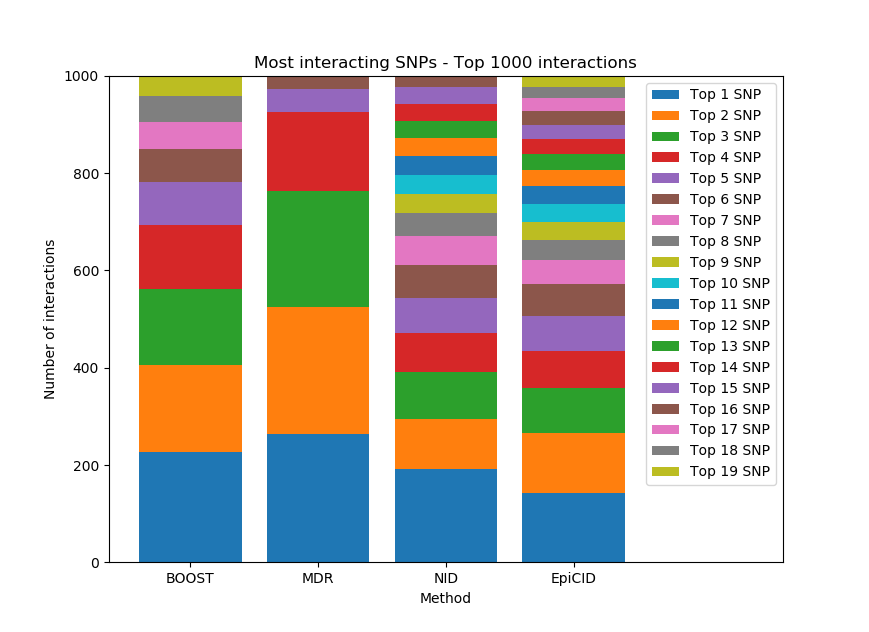 Most interacting SNPs - Top 1000 interactions
Number of interactions
1000
800
600
400
200
0
BOOST
MDR
NID
EpiCID
Method
Top 1 SNP
Top 2 SNP
Top 3 SNP
Top 4 SNP
Top 5 SNP
Top 6 SNP
Top 7 SNP
Top 8 SNP
Top 9 SNP
Top 10 SNP
Top 11 SNP
Top 12 SNP
Top 13 SNP
Top 14 SNP
Top 15 SNP
Top 16 SNP
Top 17 SNP
Top 18 SNP
Top 19 SNP